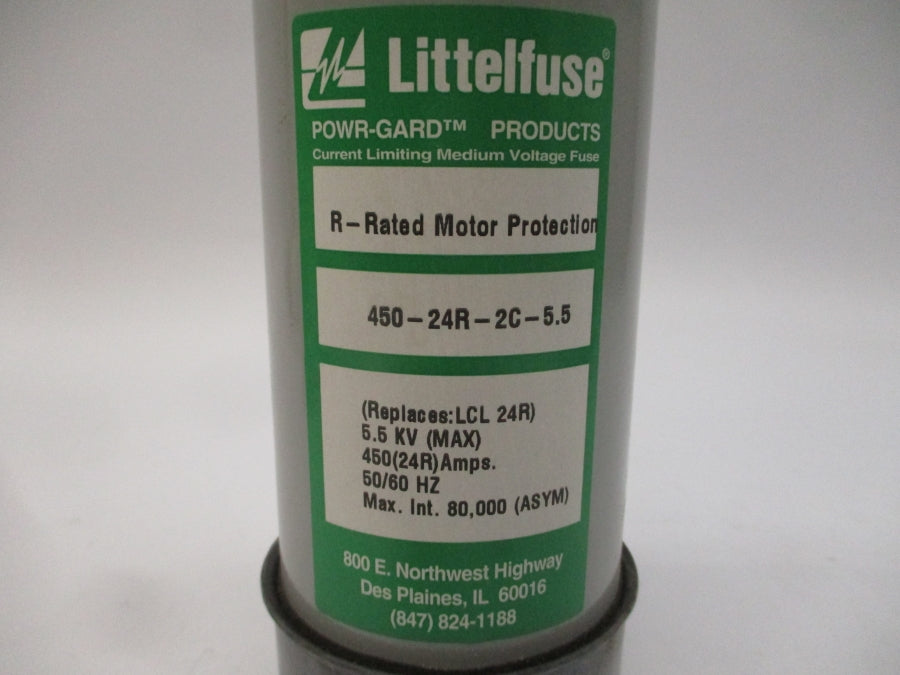 Littelfuse®
POWR-GARD™ PRODUCTS
Current Limiting Medium Voltage Fuse
R-Rated Motor Protection
450-24R-2C-5.5
(Replaces:LCL 24R)
5.5 KV (MAX)
450(24R)Amps.
50/60 HZ
Max. Int. 80,000 (ASYM)
800 E. Northwest Highway
Des Plaines, IL 60016
(847) 824-1188